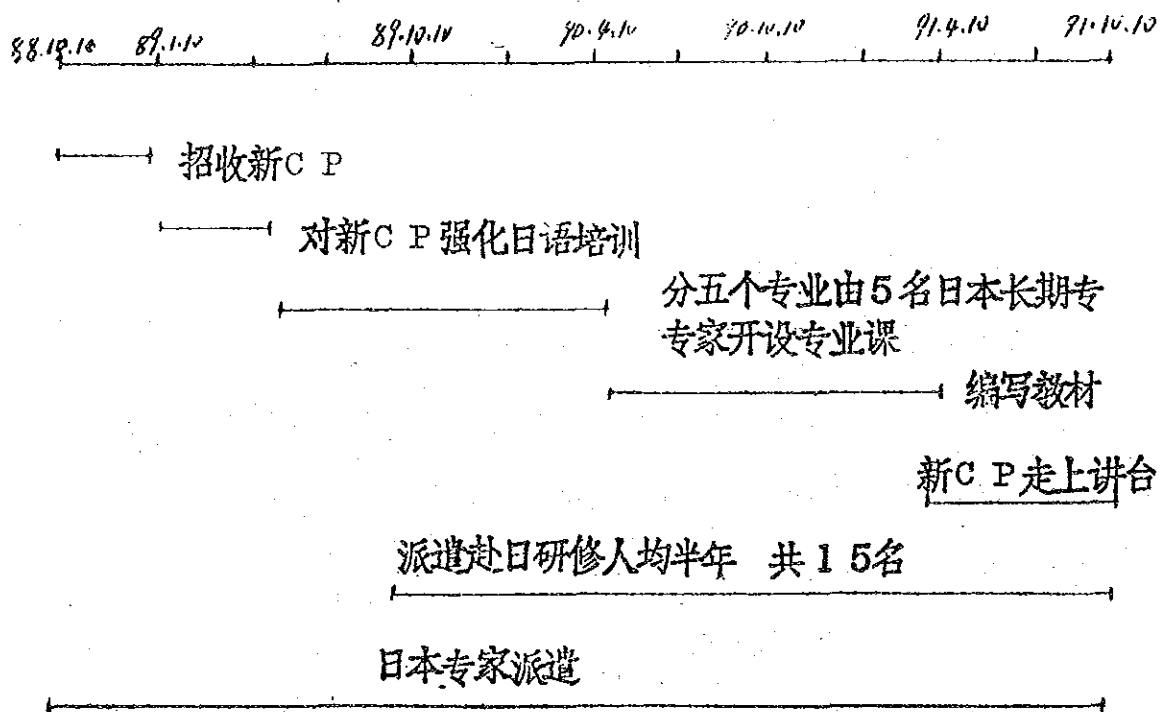 88.10.10 89.1.10 89.10.10 90.4.10 90.10.10 91.4.10 91.10.10
招收新CP
对新CP强化日语培训
分五个专业由5名日本长期专
专家开设专业课
编写教材
新CP走上讲台
派遣赴日研修人均半年 共15名
日本专家派遣